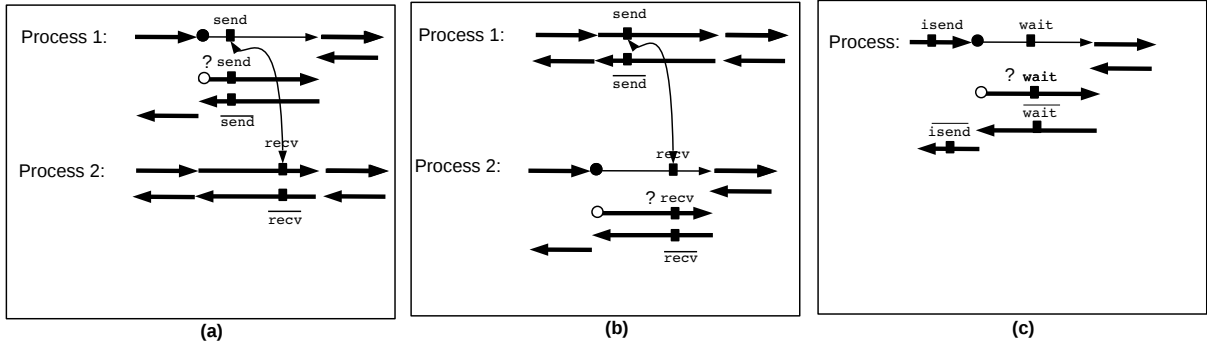 send
Process 1:
? send
send
recv
Process 2:
recv
(a)
send
Process 1:
send
recv
Process 2:
? recv
recv
(b)
isend wait
Process:
? wait
wait
isend
(c)